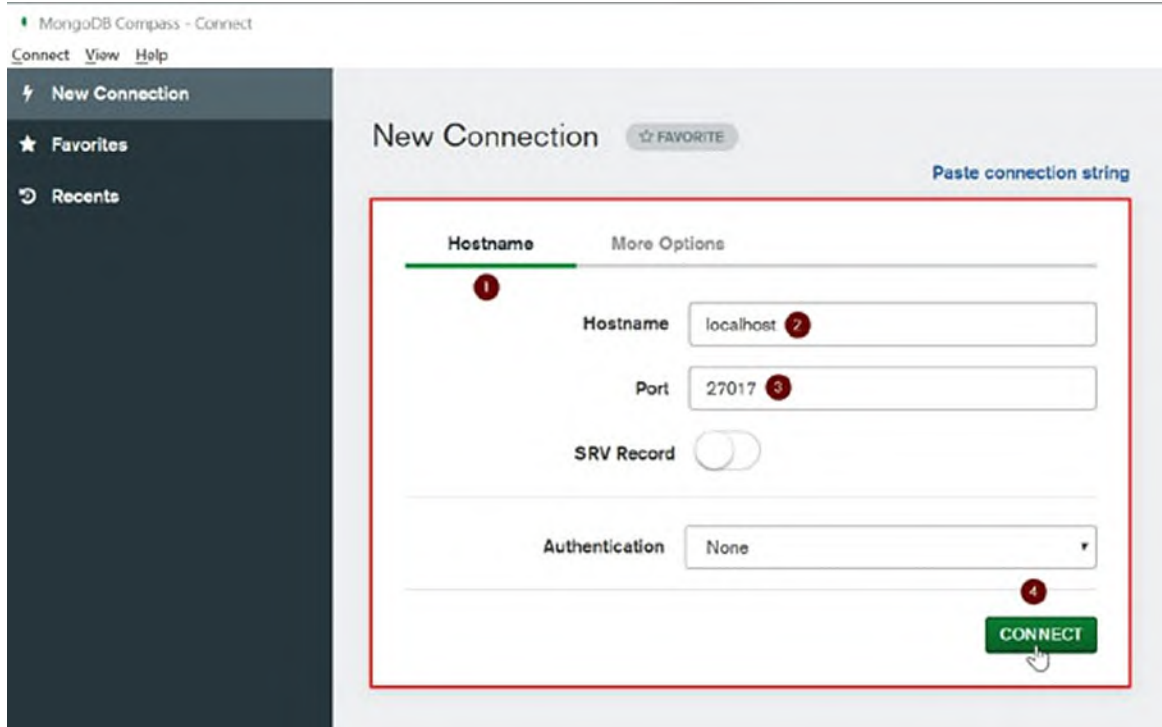 MongoDB Compass - Connect
Connect View Help
New Connection
Favorites
Recents
New Connection
☆ FAVORITE
Paste connection string
Hostname More Options
1
Hostname localhost 2
Port 27017 3
SRV Record
Authentication None
4
CONNECT